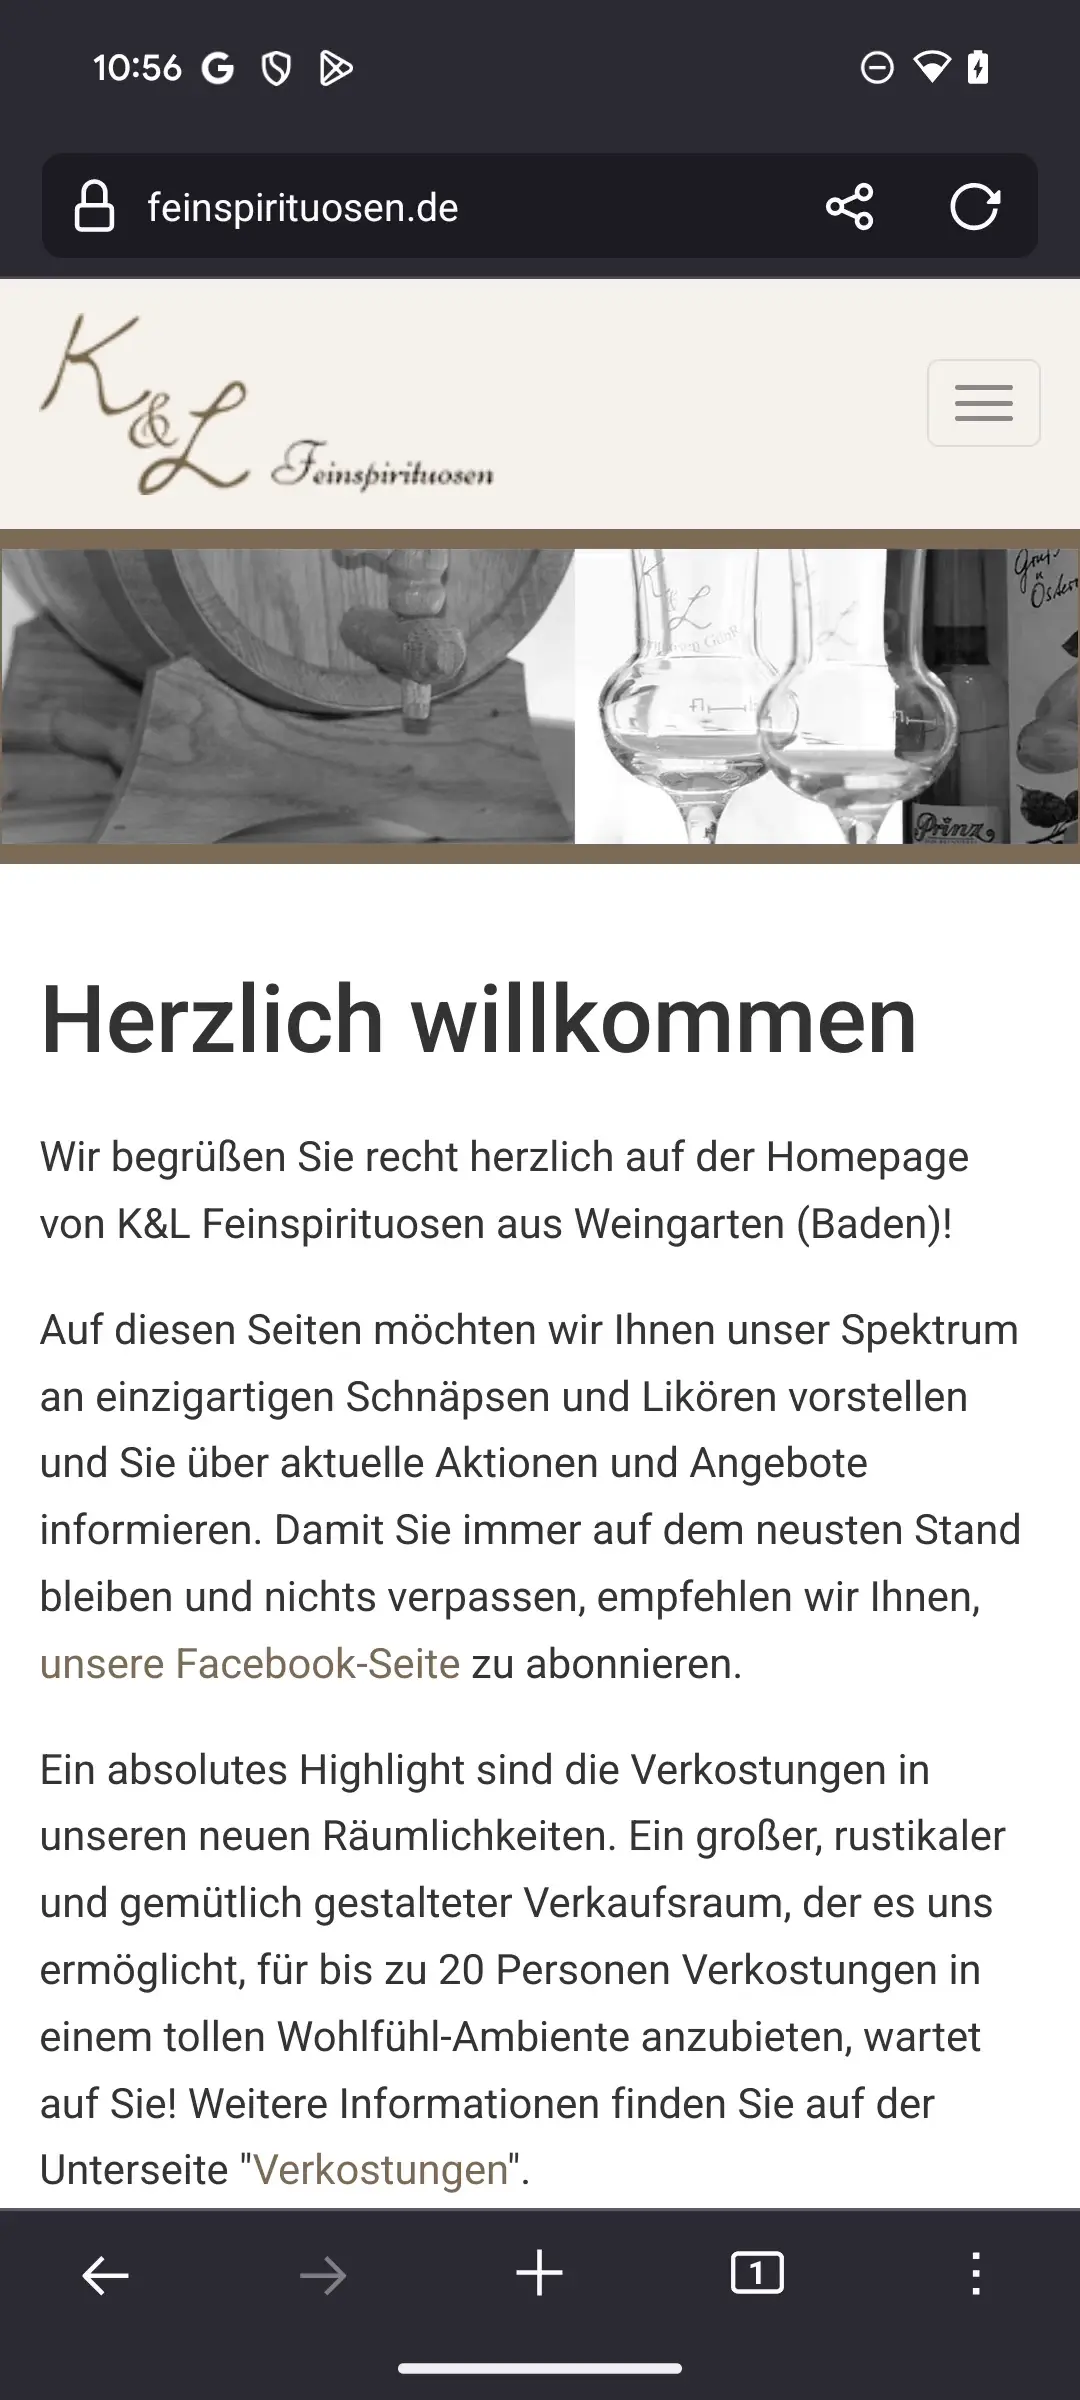 10:56
feinspirituosen.de
K&L Feinspirituosen
Gruß
K
& L
Prinz
Herzlich willkommen
Wir begrüßen Sie recht herzlich auf der Homepage
von K&L Feinspirituosen aus Weingarten (Baden)!
Auf diesen Seiten möchten wir Ihnen unser Spektrum
an einzigartigen Schnäpsen und Likören vorstellen
und Sie über aktuelle Aktionen und Angebote
informieren. Damit Sie immer auf dem neusten Stand
bleiben und nichts verpassen, empfehlen wir Ihnen,
unsere Facebook-Seite zu abonnieren.
Ein absolutes Highlight sind die Verkostungen in
unseren neuen Räumlichkeiten. Ein großer, rustikaler
und gemütlich gestalteter Verkaufsraum, der es uns
ermöglicht, für bis zu 20 Personen Verkostungen in
einem tollen Wohlfühl-Ambiente anzubieten, wartet
auf Sie! Weitere Informationen finden Sie auf der
Unterseite "Verkostungen".
1